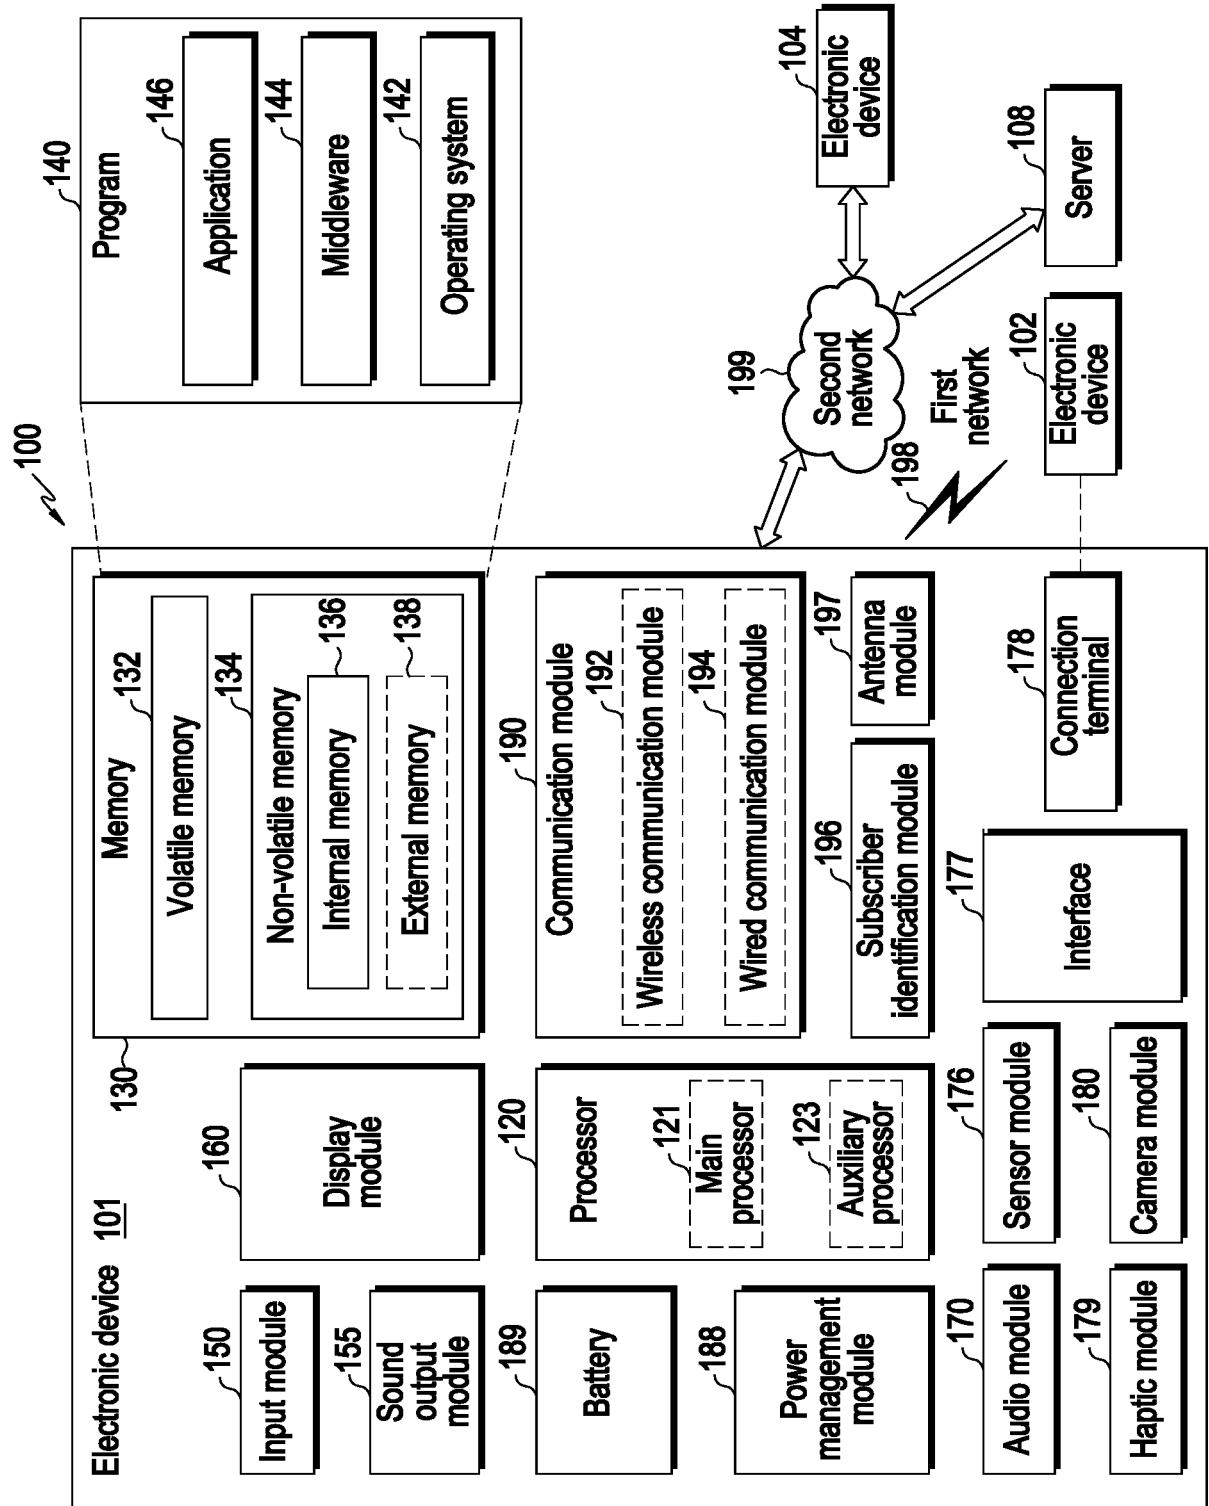 100
Electronic device 101
130
Memory
132
Volatile memory
134
Non-volatile memory
136
Internal memory
138
External memory
140
Program
146
Application
144
Middleware
142
Operating system
150
Input module
155
Sound
output
module
160
Display
module
189
Battery
120
Processor
121
Main
processor
123
Auxiliary
processor
188
Power
management
module
190
Communication module
192
Wireless communication module
194
Wired communication module
196
Subscriber
identification module
197
Antenna
module
170
Audio module
176
Sensor module
177
Interface
178
Connection
terminal
179
Haptic module
180
Camera module
199
Second
network
198
First
network
104
Electronic
device
108
Server
102
Electronic
device